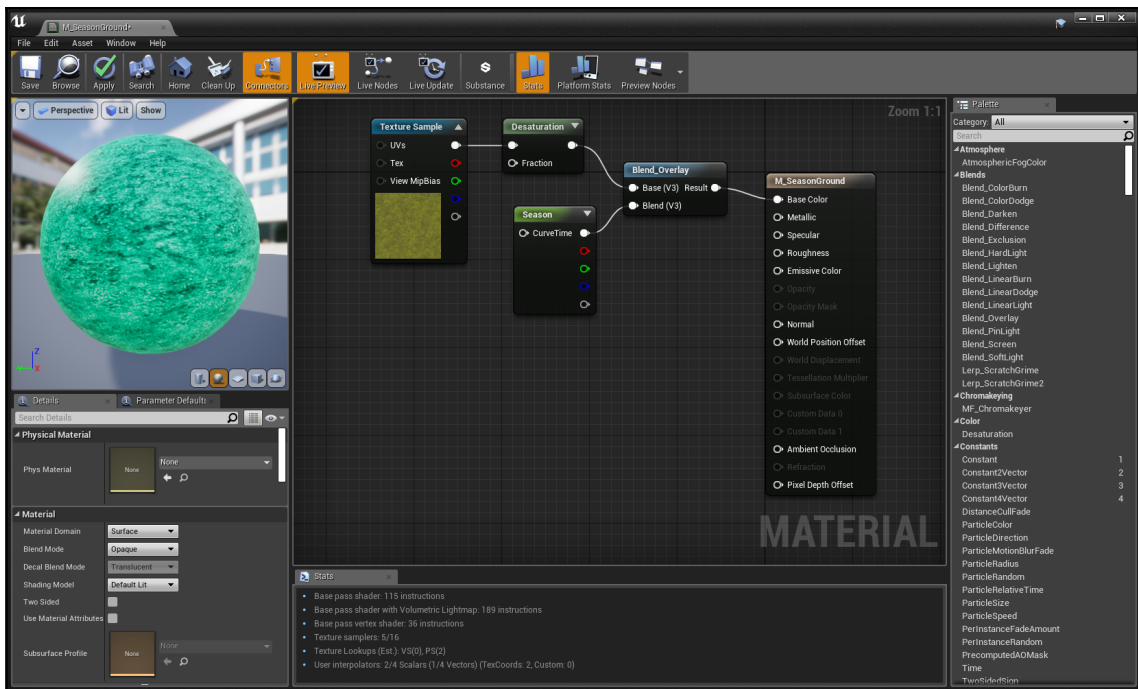 M_SeasonGround*
File Edit Asset Window Help
Save Browse Apply Search Home Clean Up Connectors Live Preview Live Nodes Live Update Substance Stats Platform Stats Preview Nodes
Perspective Lit Show
Z
X
Zoom 1:1
Texture Sample
UVs
Tex
View MipBias
Desaturation
Fraction
Season
CurveTime
Blend_Overlay
Base (V3) Result
Blend (V3)
M_SeasonGround
Base Color
Metallic
Specular
Roughness
Emissive Color
Opacity
Opacity Mask
Normal
World Position Offset
World Displacement
Tessellation Multiplier
Subsurface Color
Custom Data 0
Custom Data 1
Ambient Occlusion
Refraction
Pixel Depth Offset
MATERIAL
Details Parameter Defaults
Search Details
Physical Material
Phys Material None None
Material
Material Domain Surface
Blend Mode Opaque
Decal Blend Mode Translucent
Shading Model Default Lit
Two Sided
Use Material Attributes
Subsurface Profile None None
Stats
Base pass shader: 115 instructions
Base pass shader with Volumetric Lightmap: 189 instructions
Base pass vertex shader: 36 instructions
Texture samplers: 5/16
Texture Lookups (Est.): VS(0), PS(2)
User interpolators: 2/4 Scalars (1/4 Vectors) (TexCoords: 2, Custom: 0)
Palette
Category: All
Search
Atmosphere
AtmosphericFogColor
Blends
Blend_ColorBurn
Blend_ColorDodge
Blend_Darken
Blend_Difference
Blend_Exclusion
Blend_HardLight
Blend_Lighten
Blend_LinearBurn
Blend_LinearDodge
Blend_LinearLight
Blend_Overlay
Blend_PinLight
Blend_Screen
Blend_SoftLight
Lerp_ScratchGrime
Lerp_ScratchGrime2
Chromakeying
MF_Chromakeyer
Color
Desaturation
Constants
Constant 1
Constant2Vector 2
Constant3Vector 3
Constant4Vector 4
DistanceCullFade
ParticleColor
ParticleDirection
ParticleMotionBlurFade
ParticleRadius
ParticleRandom
ParticleRelativeTime
ParticleSize
ParticleSpeed
PerInstanceFadeAmount
PerInstanceRandom
PrecomputedAOMask
Time
TwoSidedSign